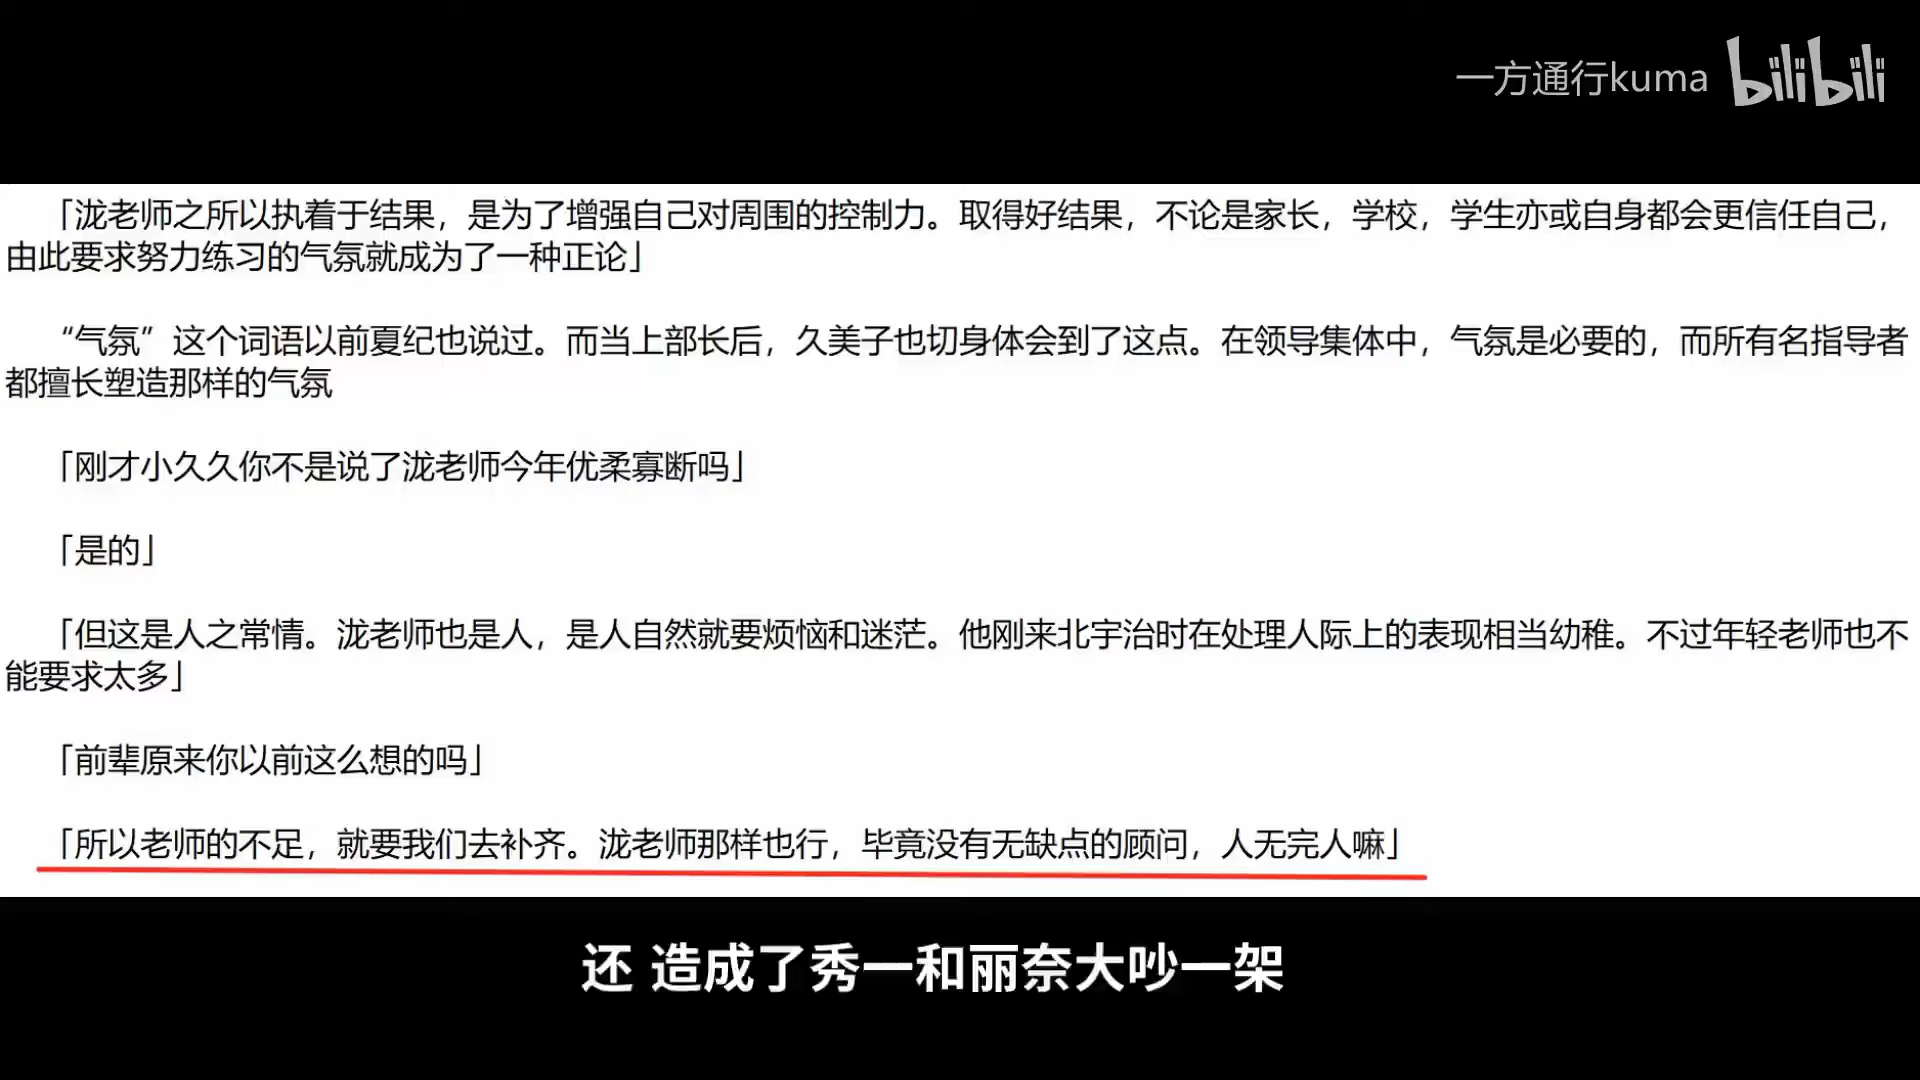 一方通行kuma bilibili
「泷老师之所以执着于结果，是为了增强自己对周围的控制力。取得好结果，不论是家长，学校，学生亦或自身都会更信任自己，
由此要求努力练习的气氛就成为了一种正论」
“气氛”这个词语以前夏纪也说过。而当上部长后，久美子也切身体会到了这点。在领导集体中，气氛是必要的，而所有名指导者
都擅长塑造那样的气氛
「刚才小久久你不是说了泷老师今年优柔寡断吗」
「是的」
「但这是人之常情。泷老师也是人，是人自然就要烦恼和迷茫。他刚来北宇治时在处理人际上的表现相当幼稚。不过年轻老师也不
能要求太多」
「前辈原来你以前这么想的吗」
「所以老师的不足，就要我们去补齐。泷老师那样也行，毕竟没有无缺点的顾问，人无完人嘛」
还 造成了秀一和丽奈大吵一架